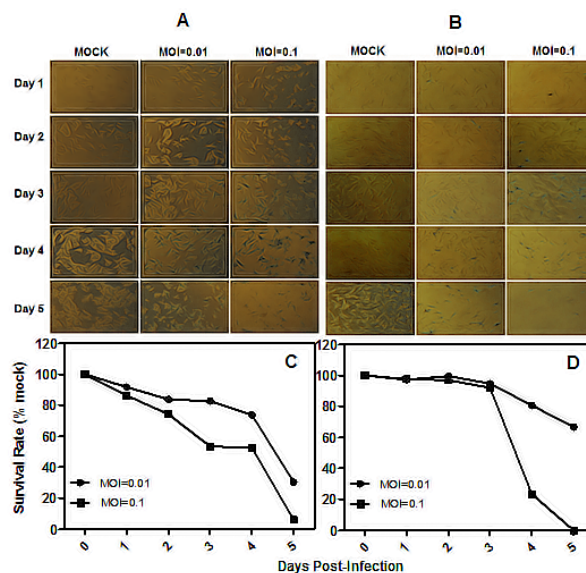 A
B
MOCK MOI=0.01 MOI=0.1
MOCK MOI=0.01 MOI=0.1
Day 1
Day 2
Day 3
Day 4
Day 5
C
D
Survival Rate (% mock)
120
100
80
60
40
20
0
MOI=0.01
MOI=0.1
0 1 2 3 4 5
120
100
80
60
40
20
0
MOI=0.01
MOI=0.1
0 1 2 3 4 5
Days Post-Infection